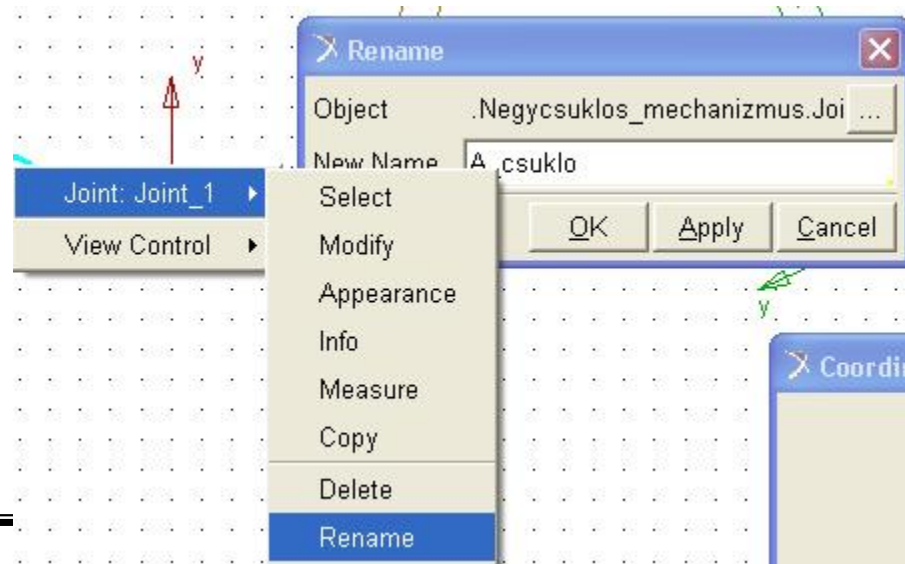 y
Rename
Object .Negycsuklos_mechanizmus.Joi ...
New Name A_csuklo
OK Apply Cancel
Joint: Joint_1
View Control
Select
Modify
Appearance
Info
Measure
Copy
Delete
Rename
y
Coordi